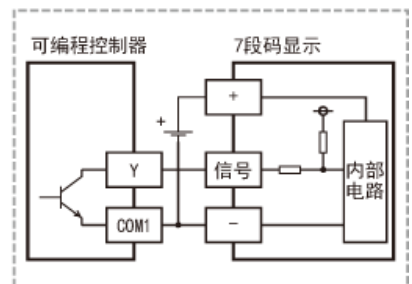 可编程控制器 7段码显示
+ +
Y 信号
COM1 -
内部
电路